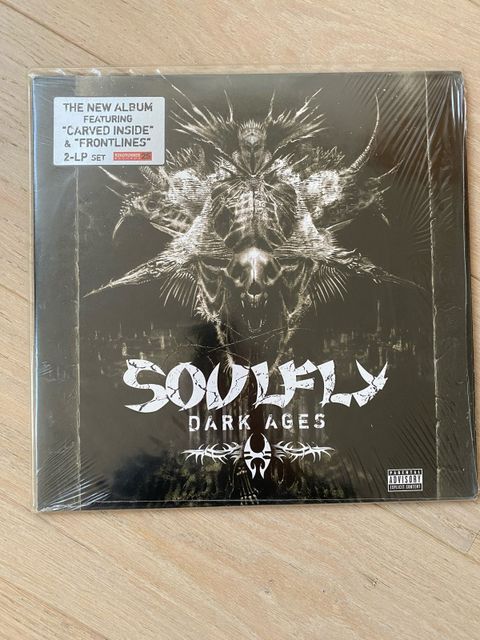 THE NEW ALBUM
FEATURING
"CARVED INSIDE"
& "FRONTLINES"
2-LP SET
SOULFLY
DARK AGES
PARENTAL
ADVISORY
EXPLICIT CONTENT